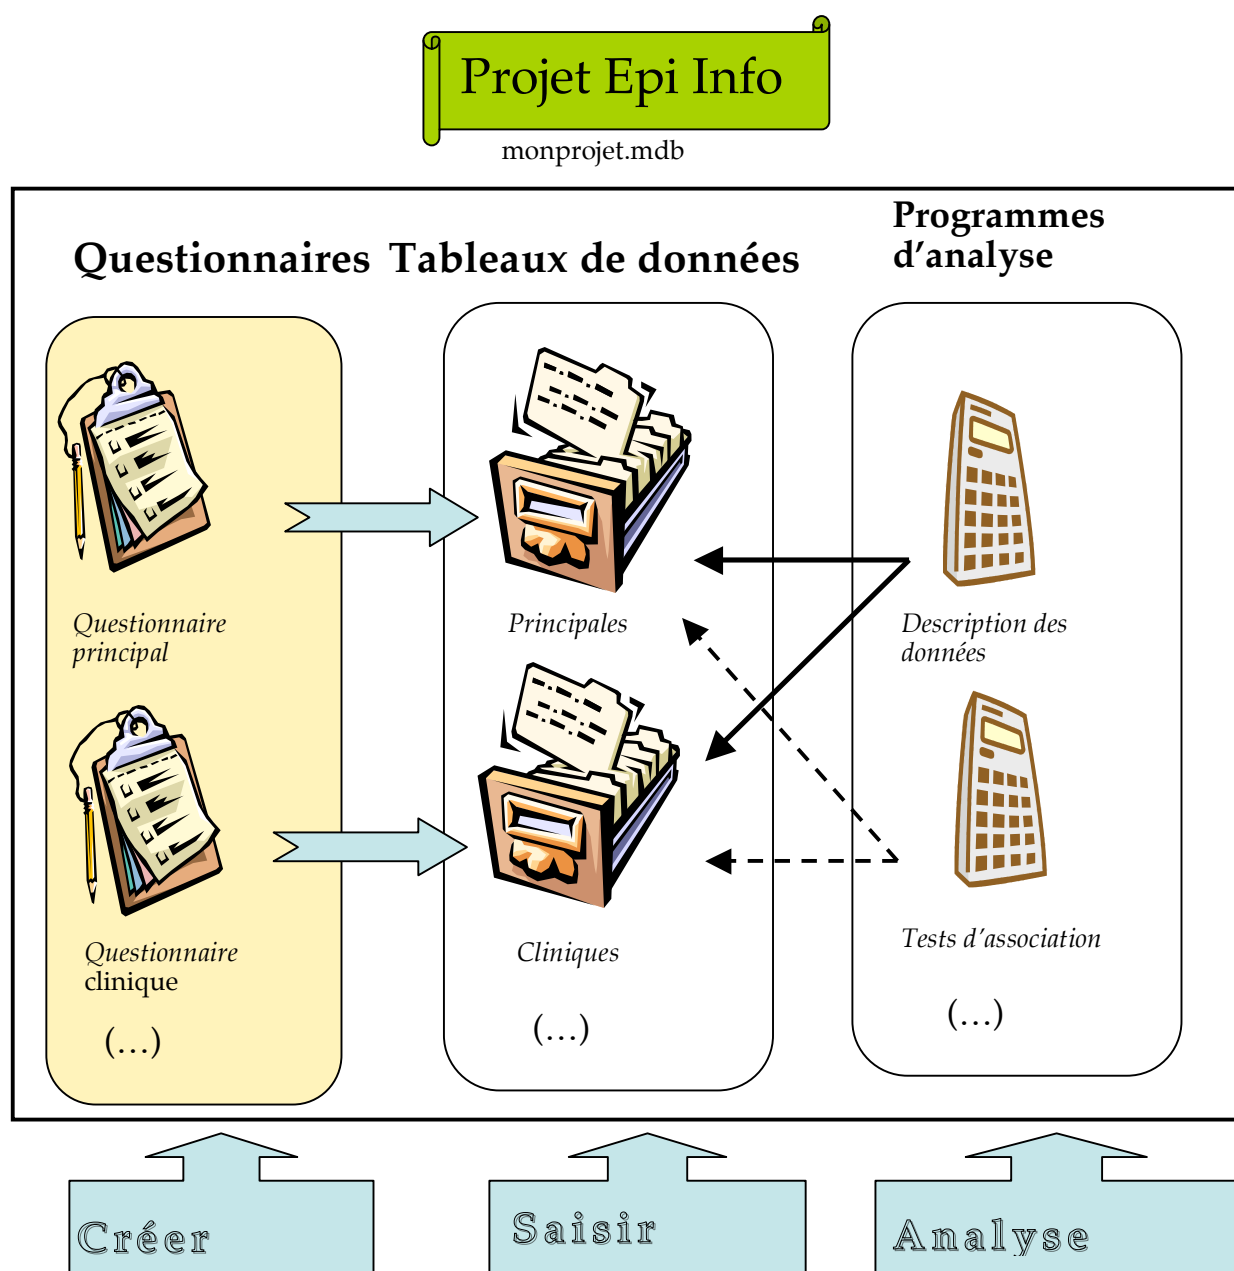 Projet Epi Info
monprojet.mdb
Questionnaires
Tableaux de données
Programmes
d’analyse
Questionnaire
principal
Principales
Description des
données
Questionnaire
clinique
Cliniques
Tests d’association
(…)
(…)
(…)
Créer
Saisir
Analyse